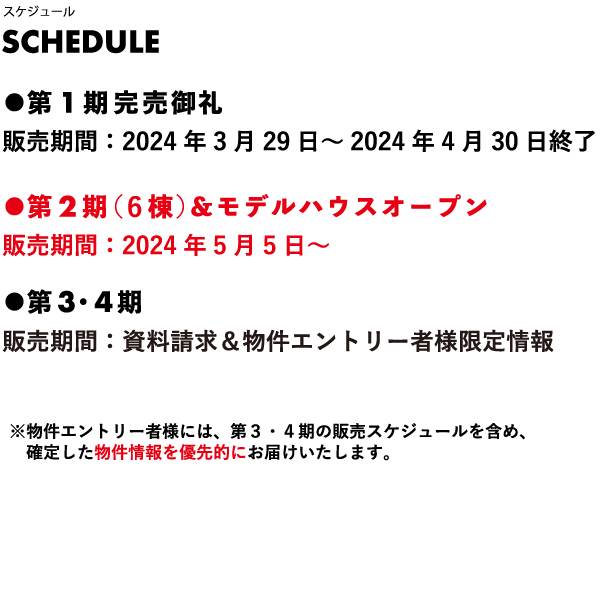 スケジュール
SCHEDULE
●第1期完売御礼
販売期間：2024年3月29日～2024年4月30日終了
●第2期（6棟）＆モデルハウスオープン
販売期間：2024年5月5日～
●第3・4期
販売期間：資料請求＆物件エントリー者様限定情報
※物件エントリー者様には、第3・4期の販売スケジュールを含め、
確定した物件情報を優先的にお届けいたします。